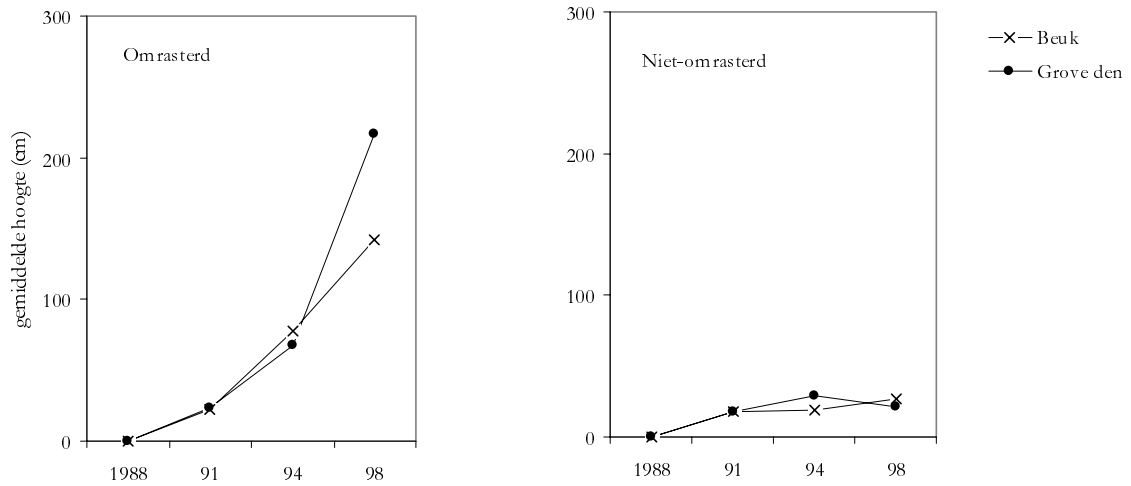 300
Omrasterd
200
100
0
gemiddelde hoogte (cm)
1988 91 94 98
300
Niet-omrasterd
200
100
0
1988 91 94 98
Beuk
Grove den